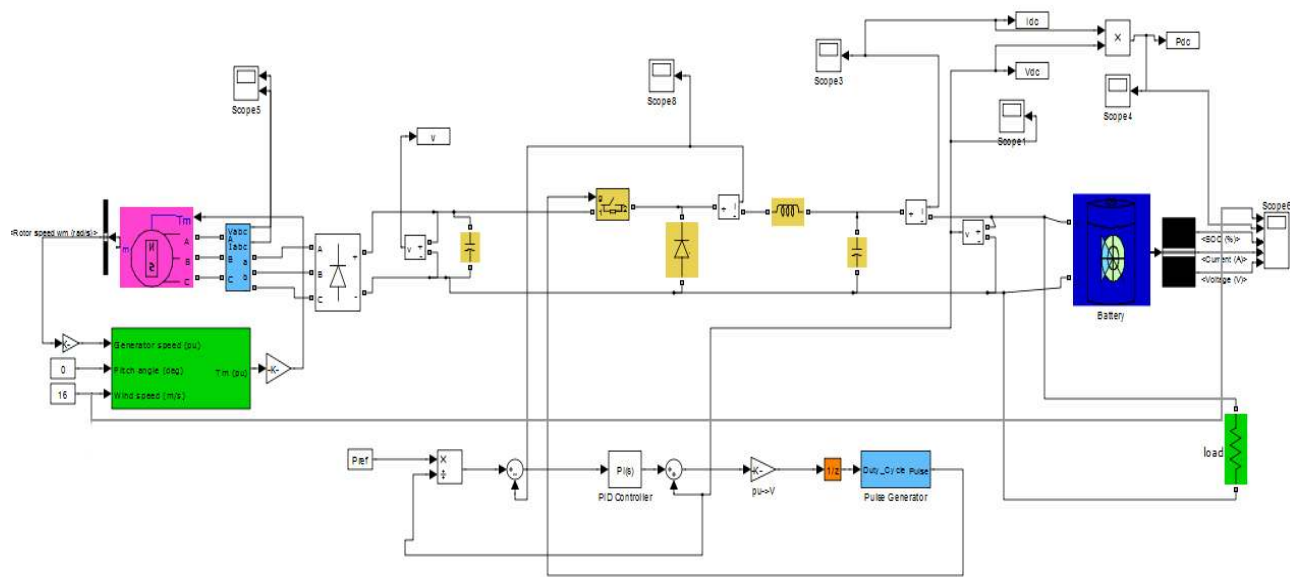 Idc
×
Pdc
Vdc
Scope3
Scope8
Scope5
Scope4
Scope1
V
Scope6
<Rotor speed wm (rad/s)>
Tm
m
N
S
A
B
C
Vabc
Iabc
A
B
C
a
b
A
B
C
+
-
v
+
-
1
+
-
i
+
-
i
v
+
-
<SOC (%)>
<Current (A)>
<Voltage (V)>
Battery
-K-
Generator speed (pu)
0
Pitch angle (deg)
Tm (pu)
-K-
16
Wind speed (m/s)
load
Pref
×
÷
PI(s)
PID Controller
-K-
pu->V
1/z
Duty_Cycle
Pulse
Pulse Generator